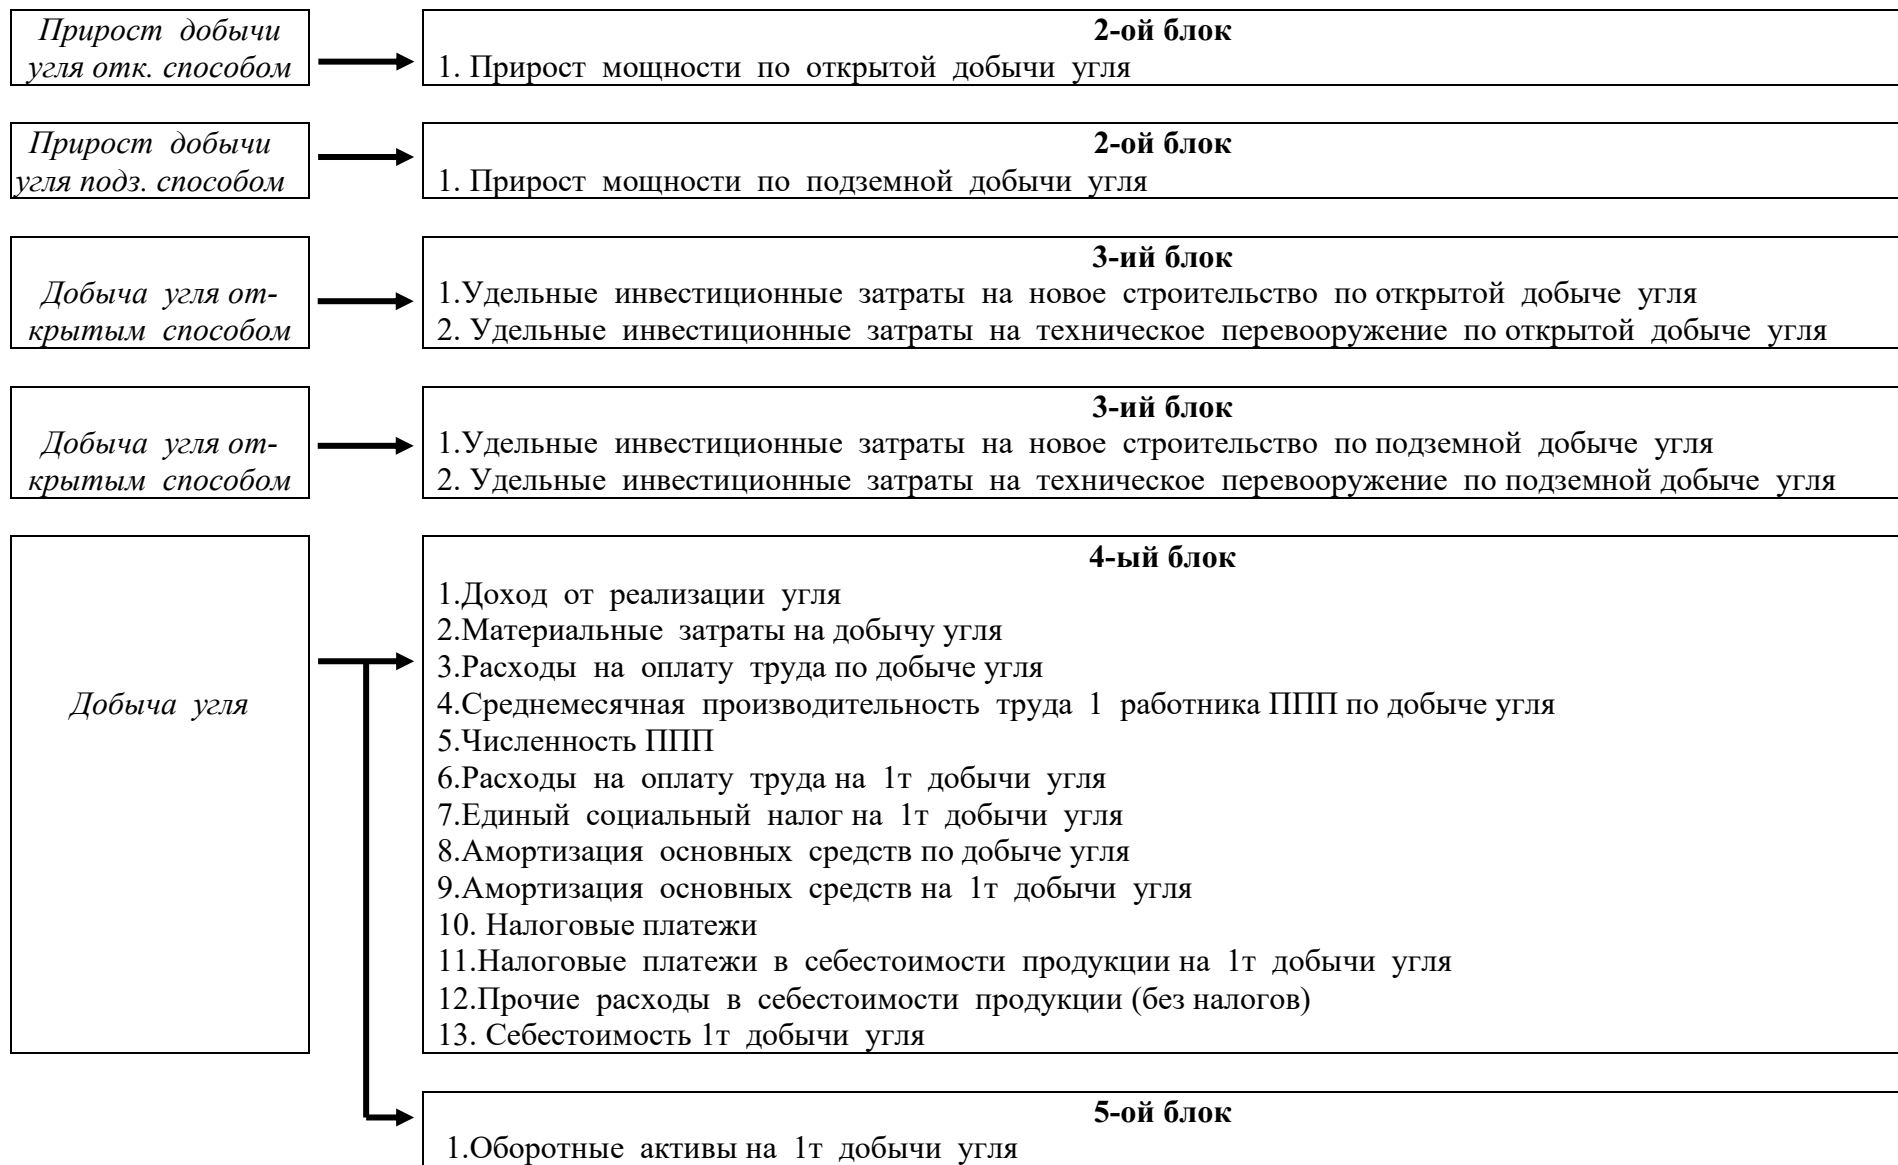 Прирост добычи
угля отк. способом
2-ой блок
1. Прирост мощности по открытой добычи угля
Прирост добычи
угля подз. способом
2-ой блок
1. Прирост мощности по подземной добычи угля
Добыча угля от-
крытым способом
3-ий блок
1.Удельные инвестиционные затраты на новое строительство по открытой добыче угля
2. Удельные инвестиционные затраты на техническое перевооружение по открытой добыче угля
Добыча угля от-
крытым способом
3-ий блок
1.Удельные инвестиционные затраты на новое строительство по подземной добыче угля
2. Удельные инвестиционные затраты на техническое перевооружение по подземной добыче угля
Добыча угля
4-ый блок
1.Доход от реализации угля
2.Материальные затраты на добычу угля
3.Расходы на оплату труда по добыче угля
4.Среднемесячная производительность труда 1 работника ППП по добыче угля
5.Численность ППП
6.Расходы на оплату труда на 1т добычи угля
7.Единый социальный налог на 1т добычи угля
8.Амортизация основных средств по добыче угля
9.Амортизация основных средств на 1т добычи угля
10. Налоговые платежи
11.Налоговые платежи в себестоимости продукции на 1т добычи угля
12.Прочие расходы в себестоимости продукции (без налогов)
13. Себестоимость 1т добычи угля
5-ой блок
1.Оборотные активы на 1т добычи угля